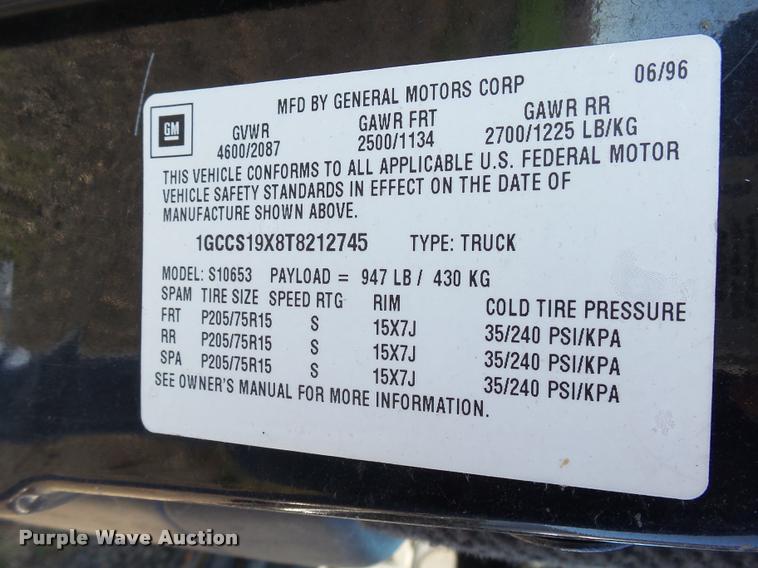 MFD BY GENERAL MOTORS CORP 06/96
GM
GVWR GAWR FRT GAWR RR
4600/2087 2500/1134 2700/1225 LB/KG
THIS VEHICLE CONFORMS TO ALL APPLICABLE U.S. FEDERAL MOTOR
VEHICLE SAFETY STANDARDS IN EFFECT ON THE DATE OF
MANUFACTURE SHOWN ABOVE.
1GCCS19X8T8212745 TYPE: TRUCK
MODEL: S10653 PAYLOAD = 947 LB / 430 KG
SPAM TIRE SIZE SPEED RTG RIM COLD TIRE PRESSURE
FRT P205/75R15 S 15X7J 35/240 PSI/KPA
RR P205/75R15 S 15X7J 35/240 PSI/KPA
SPA P205/75R15 S 15X7J 35/240 PSI/KPA
SEE OWNER'S MANUAL FOR MORE INFORMATION.
Purple Wave Auction